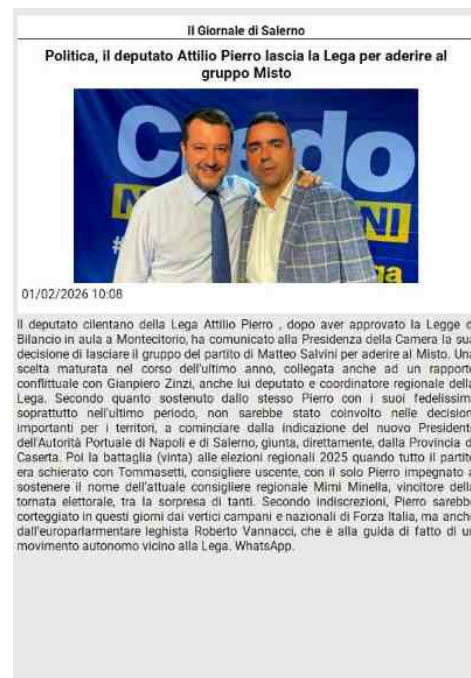 Il Giornale di Salerno
Politica, il deputato Attilio Pierro lascia la Lega per aderire al
gruppo Misto
01/02/2026 10:08
Il deputato cilentano della Lega Attilio Pierro , dopo aver approvato la Legge d
Bilancio in aula a Montecitorio, ha comunicato alla Presidenza della Camera la sua
decisione di lasciare il gruppo del partito di Matteo Salvini per aderire al Misto. Una
scelta maturata nel corso dell'ultimo anno, collegata anche ad un rapporto
conflittuale con Gianpiero Zinzi, anche lui deputato e coordinatore regionale della
Lega. Secondo quanto sostenuto dallo stesso Pierro con i suoi fedelissim
soprattutto nell'ultimo periodo, non sarebbe stato coinvolto nelle decision
importanti per i territori, a cominciare dalla indicazione del nuovo Presidente
dell'Autorità Portuale di Napoli e di Salerno, giunta, direttamente, dalla Provincia d
Caserta. Poi la battaglia (vinta) alle elezioni regionali 2025 quando tutto il partito
era schierato con Tommasetti, consigliere uscente, con il solo Pierro impegnato a
sostenere il nome dell'attuale consigliere regionale Mimi Minella, vincitore della
tornata elettorale, tra la sorpresa di tanti. Secondo indiscrezioni, Pierro sarebbe
corteggiato in questi giorni dai vertici campani e nazionali di Forza Italia, ma anche
dall'europarlarmentare leghista Roberto Vannacci, che è alla guida di fatto di un
movimento autonomo vicino alla Lega. WhatsApp.